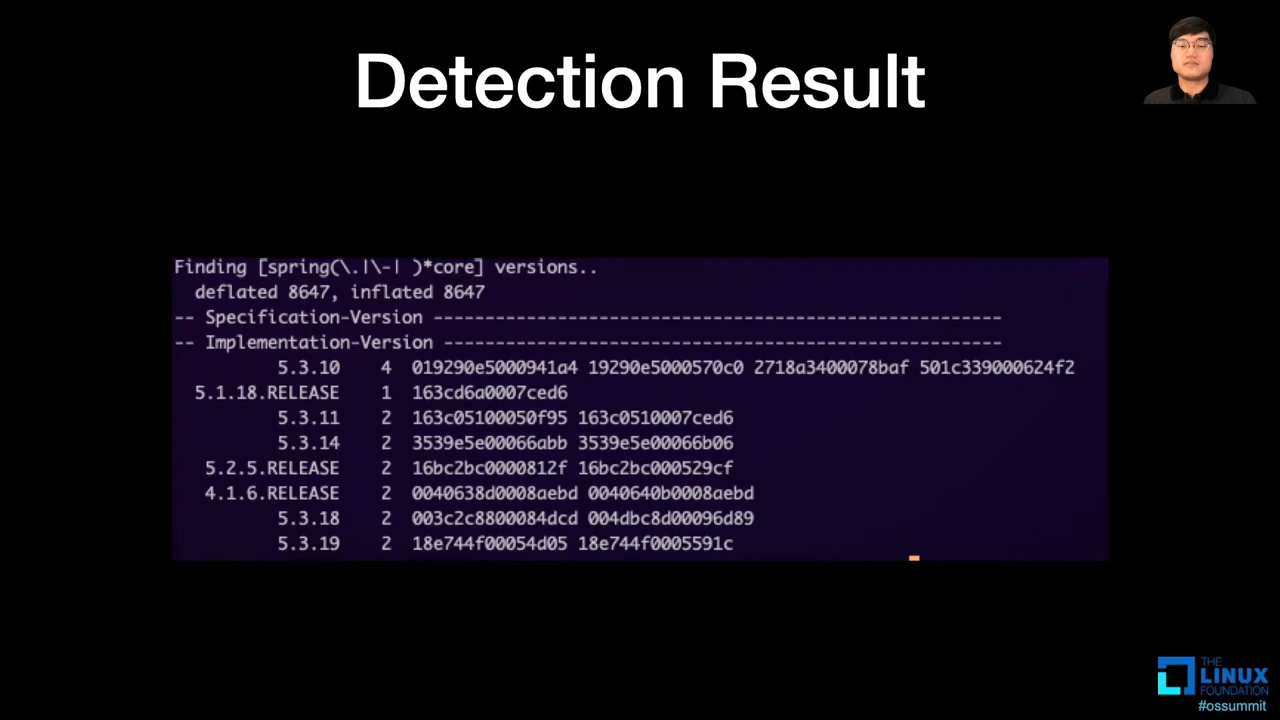 Detection Result
Finding [spring(\.|\-| )*core] versions..
deflated 8647, inflated 8647
-- Specification-Version -------------------------------------------------------
-- Implementation-Version ------------------------------------------------------
5.3.10 4 019290e5000941a4 19290e5000570c0 2718a3400078baf 501c339000624f2
5.1.18.RELEASE 1 163cd6a0007ced6
5.3.11 2 163c05100050f95 163c0510007ced6
5.3.14 2 3539e5e00066abb 3539e5e00066b06
5.2.5.RELEASE 2 16bc2bc0000812f 16bc2bc000529cf
4.1.6.RELEASE 2 0040638d0008aebd 0040640b0008aebd
5.3.18 2 003c2c8800084dcd 004dbc8d00096d89
5.3.19 2 18e744f00054d05 18e744f0005591c
THE
LINUX
FOUNDATION
#ossummit